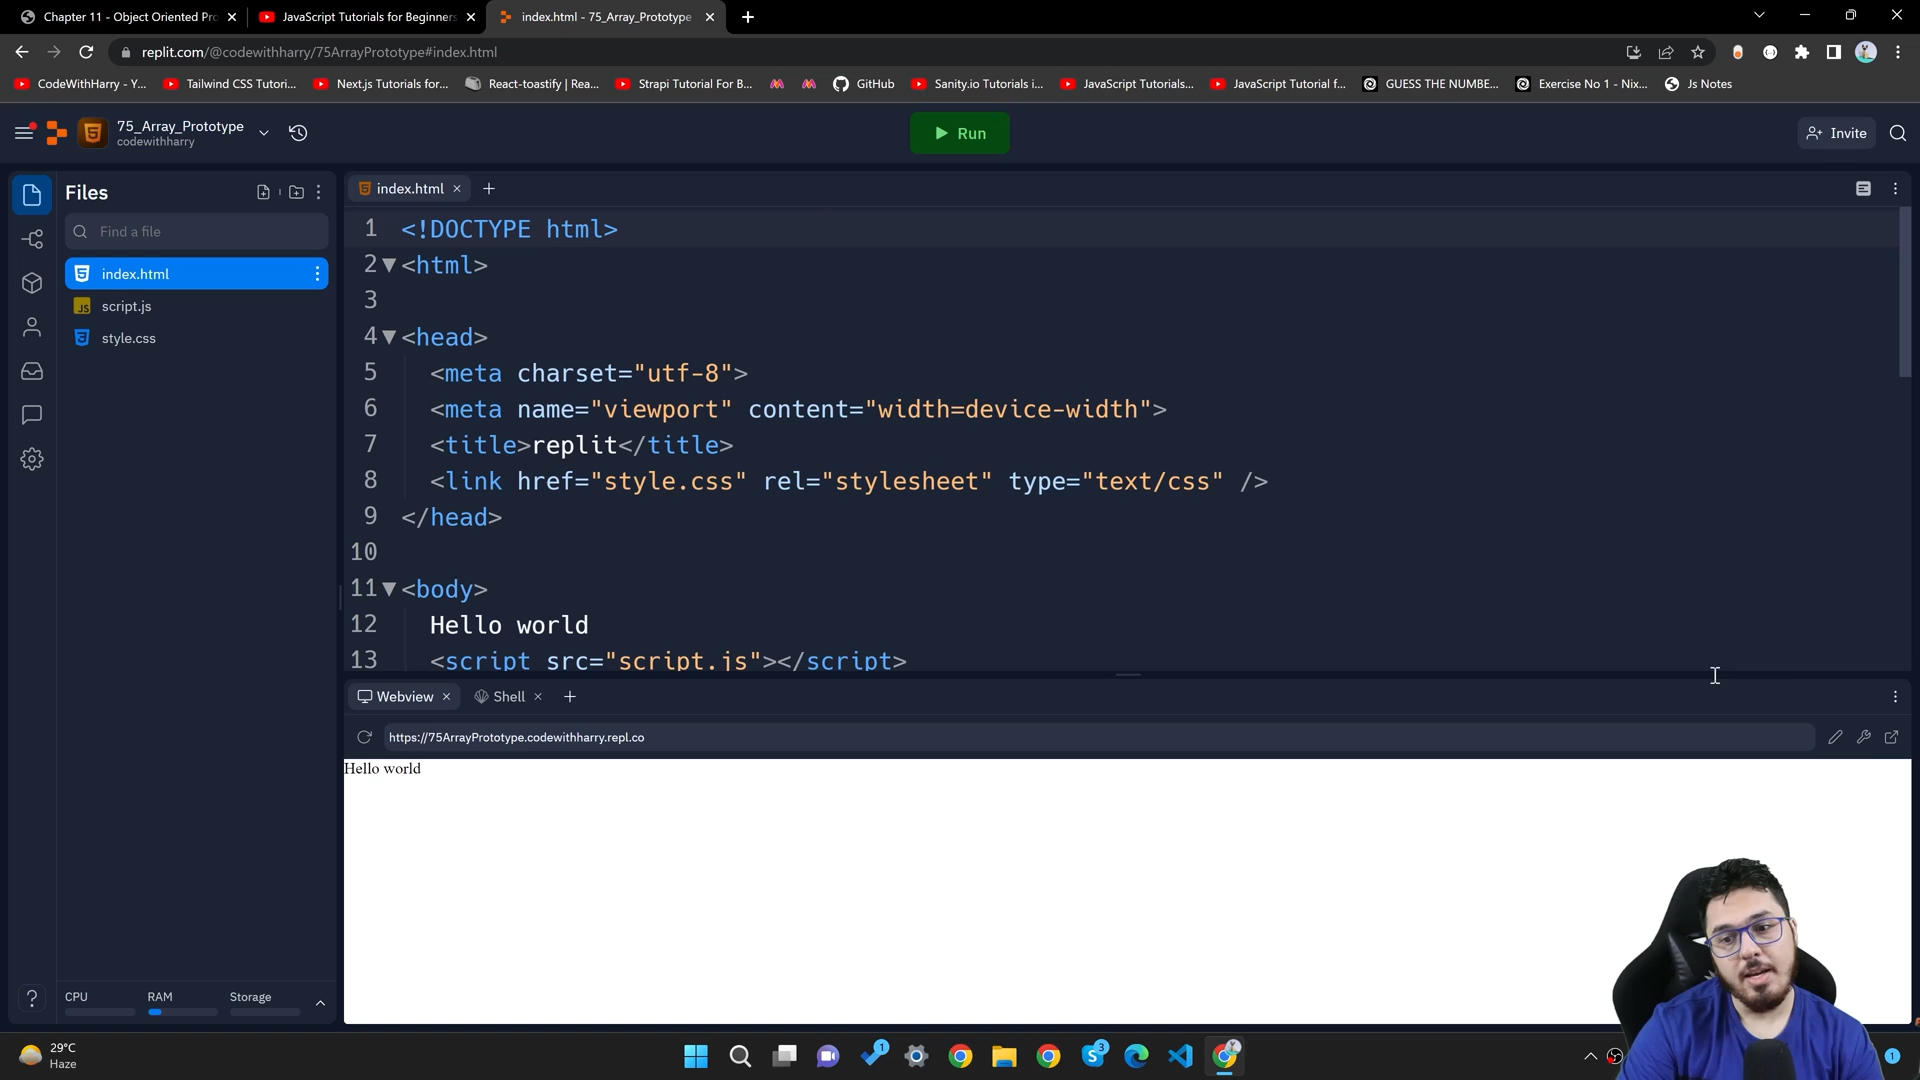 Chapter 11 - Object Oriented Pro
JavaScript Tutorials for Beginners
index.html - 75_Array_Prototype
replit.com/@codewithharry/75ArrayPrototype#index.html
CodeWithHarry - Y...
Tailwind CSS Tutori...
Next.js Tutorials for...
React-toastify | Rea...
Strapi Tutorial For B...
GitHub
Sanity.io Tutorials i...
JavaScript Tutorials...
JavaScript Tutorial f...
GUESS THE NUMBE...
Exercise No 1 - Nix...
Js Notes
75_Array_Prototype
codewithharry
Run
Invite
Files
Find a file
index.html
script.js
style.css
CPU
RAM
Storage
index.html
1 <!DOCTYPE html>
2 <html>
3
4 <head>
5 <meta charset="utf-8">
6 <meta name="viewport" content="width=device-width">
7 <title>replit</title>
8 <link href="style.css" rel="stylesheet" type="text/css" />
9 </head>
10
11 <body>
12 Hello world
13 <script src="script.js"></script>
Webview
Shell
https://75ArrayPrototype.codewithharry.repl.co
Hello world
29°C
Haze
1
3
1